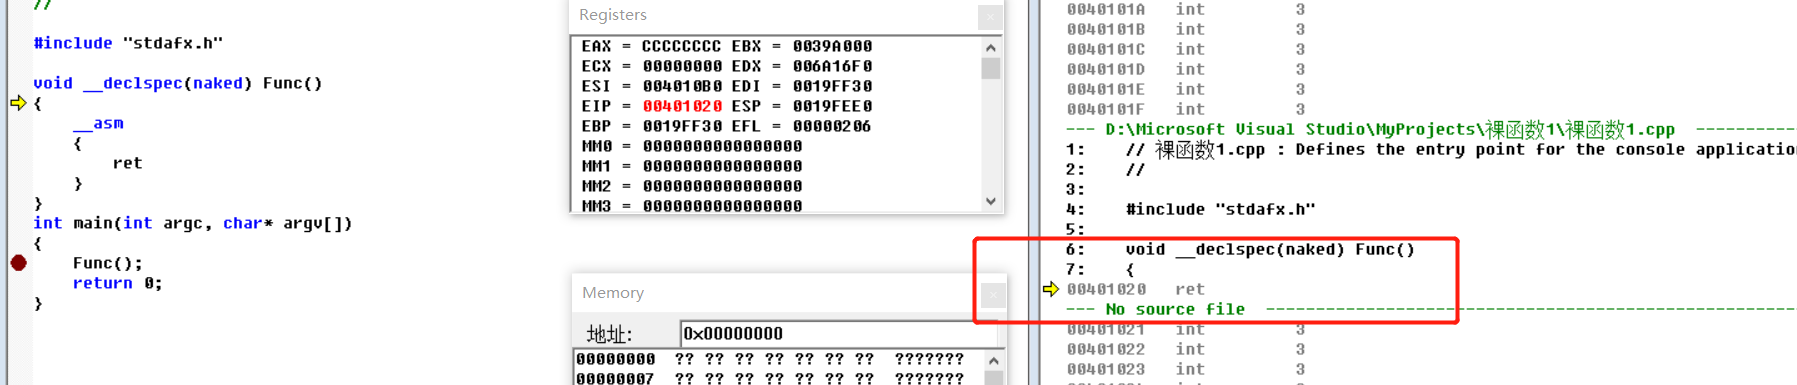 //
#include "stdafx.h"
void __declspec(naked) Func()
{
__asm
{
ret
}
}
int main(int argc, char* argv[])
{
Func();
return 0;
}
Registers
EAX = CCCCCCCC EBX = 0039A000
ECX = 00000000 EDX = 006A16F0
ESI = 004010B0 EDI = 0019FF30
EIP = 00401020 ESP = 0019FEE0
EBP = 0019FF30 EFL = 00000206
MM0 = 0000000000000000
MM1 = 0000000000000000
MM2 = 0000000000000000
MM3 = 0000000000000000
Memory
地址: 0x00000000
00000000 ?? ?? ?? ?? ?? ?? ?? ???????
00000007 ?? ?? ?? ?? ?? ?? ?? ???????
0040101A int 3
0040101B int 3
0040101C int 3
0040101D int 3
0040101E int 3
0040101F int 3
--- D:\Microsoft Visual Studio\MyProjects\裸函数1\裸函数1.cpp ----------
1: // 裸函数1.cpp : Defines the entry point for the console applicatio
2: //
3:
4: #include "stdafx.h"
5:
6: void __declspec(naked) Func()
7: {
00401020 ret
--- No source file ----------
00401021 int 3
00401022 int 3
00401023 int 3